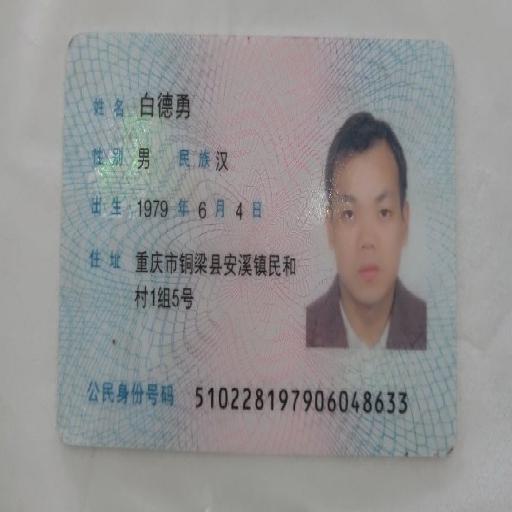 姓名 白德勇
性别 男 民族 汉
出生 1979 年 6 月 4 日
住址 重庆市铜梁县安溪镇民和
村1组5号
公民身份号码 510228197906048633